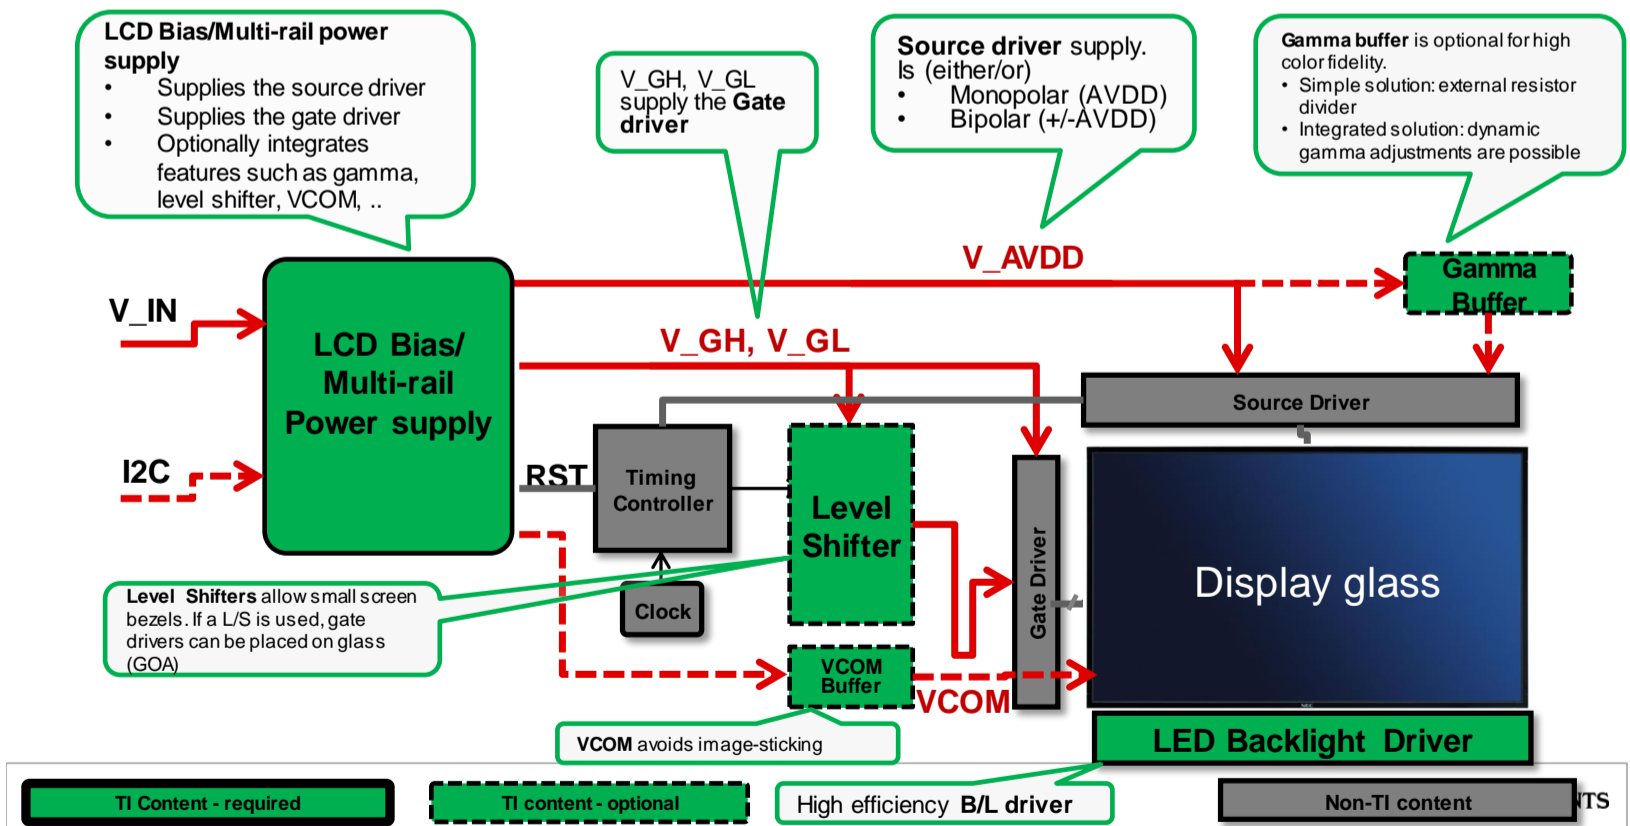 LCD Bias/Multi-rail power
supply
• Supplies the source driver
• Supplies the gate driver
• Optionally integrates
features such as gamma,
level shifter, VCOM, ..
V_GH, V_GL
supply the Gate
driver
Source driver supply.
Is (either/or)
• Monopolar (AVDD)
• Bipolar (+/-AVDD)
Gamma buffer is optional for high
color fidelity.
• Simple solution: external resistor
divider
• Integrated solution: dynamic
gamma adjustments are possible
V_AVDD
Gamma
Buffer
V_IN
LCD Bias/
Multi-rail
Power supply
V_GH, V_GL
Source Driver
I2C
RST
Timing
Controller
Level
Shifter
Gate Driver
Display glass
Clock
Level Shifters allow small screen
bezels. If a L/S is used, gate
drivers can be placed on glass
(GOA)
VCOM
Buffer
VCOM
NEC
VCOM avoids image-sticking
LED Backlight Driver
TI Content - required
TI content - optional
High efficiency B/L driver
Non-TI content
NTS